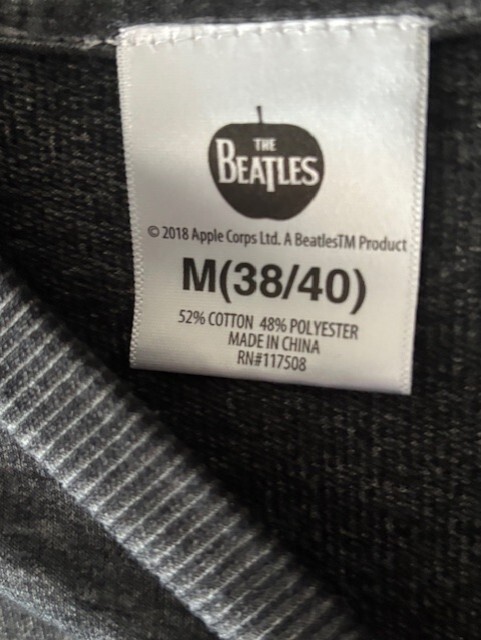 THE
BEATLES
© 2018 Apple Corps Ltd. A BeatlesTM Product
M(38/40)
52% COTTON 48% POLYESTER
MADE IN CHINA
RN#117508